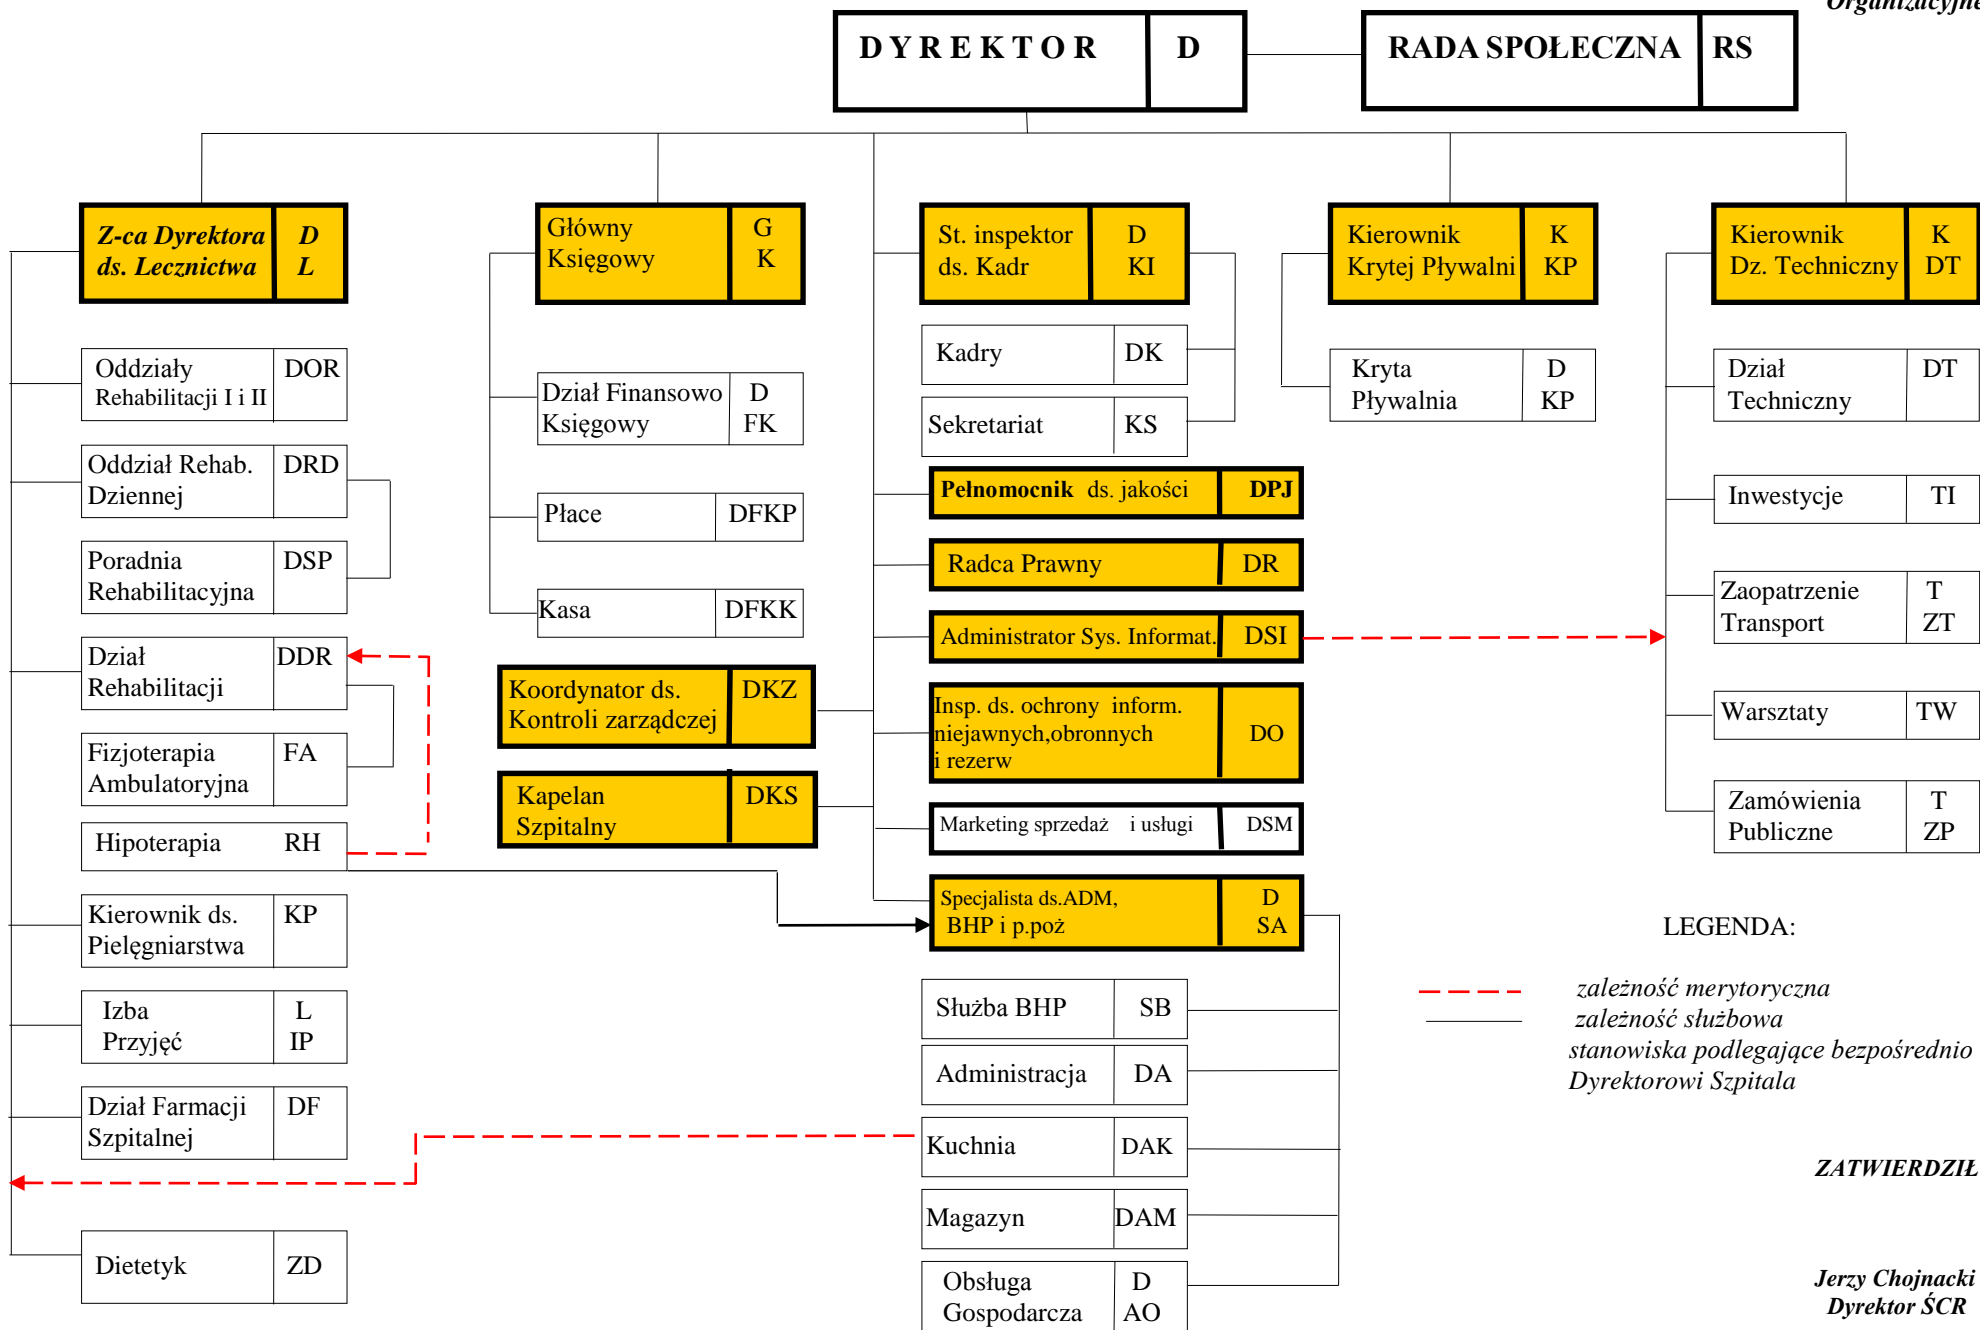 Organizacyjne
D Y R E K T O R D
RADA SPOŁECZNA RS
Z-ca Dyrektora D
ds. Lecznictwa L
Oddziały DOR
Rehabilitacji I i II
Oddział Rehab. DRD
Dziennej
Poradnia DSP
Rehabilitacyjna
Dział DDR
Rehabilitacji
Fizjoterapia FA
Ambulatoryjna
Hipoterapia RH
Kierownik ds. KP
Pielęgniarstwa
Izba L
Przyjęć IP
Dział Farmacji DF
Szpitalnej
Dietetyk ZD
Główny G
Księgowy K
Dział Finansowo D
Księgowy FK
Płace DFKP
Kasa DFKK
Koordynator ds. DKZ
Kontroli zarządczej
Kapelan DKS
Szpitalny
St. inspektor D
ds. Kadr KI
Kadry DK
Sekretariat KS
Pełnomocnik ds. jakości DPJ
Radca Prawny DR
Administrator Sys. Informat. DSI
Insp. ds. ochrony inform.
niejawnych,obronnych DO
i rezerw
Marketing sprzedaż i usługi DSM
Specjalista ds.ADM, D
BHP i p.poż SA
Służba BHP SB
Administracja DA
Kuchnia DAK
Magazyn DAM
Obsługa D
Gospodarcza AO
Kierownik K
Krytej Pływalni KP
Kryta D
Pływalnia KP
Kierownik K
Dz. Techniczny DT
Dział DT
Techniczny
Inwestycje TI
Zaopatrzenie T
Transport ZT
Warsztaty TW
Zamówienia T
Publiczne ZP
LEGENDA:
zależność merytoryczna
zależność służbowa
stanowiska podlegające bezpośrednio
Dyrektorowi Szpitala
ZATWIERDZIŁ
Jerzy Chojnacki
Dyrektor ŚCR